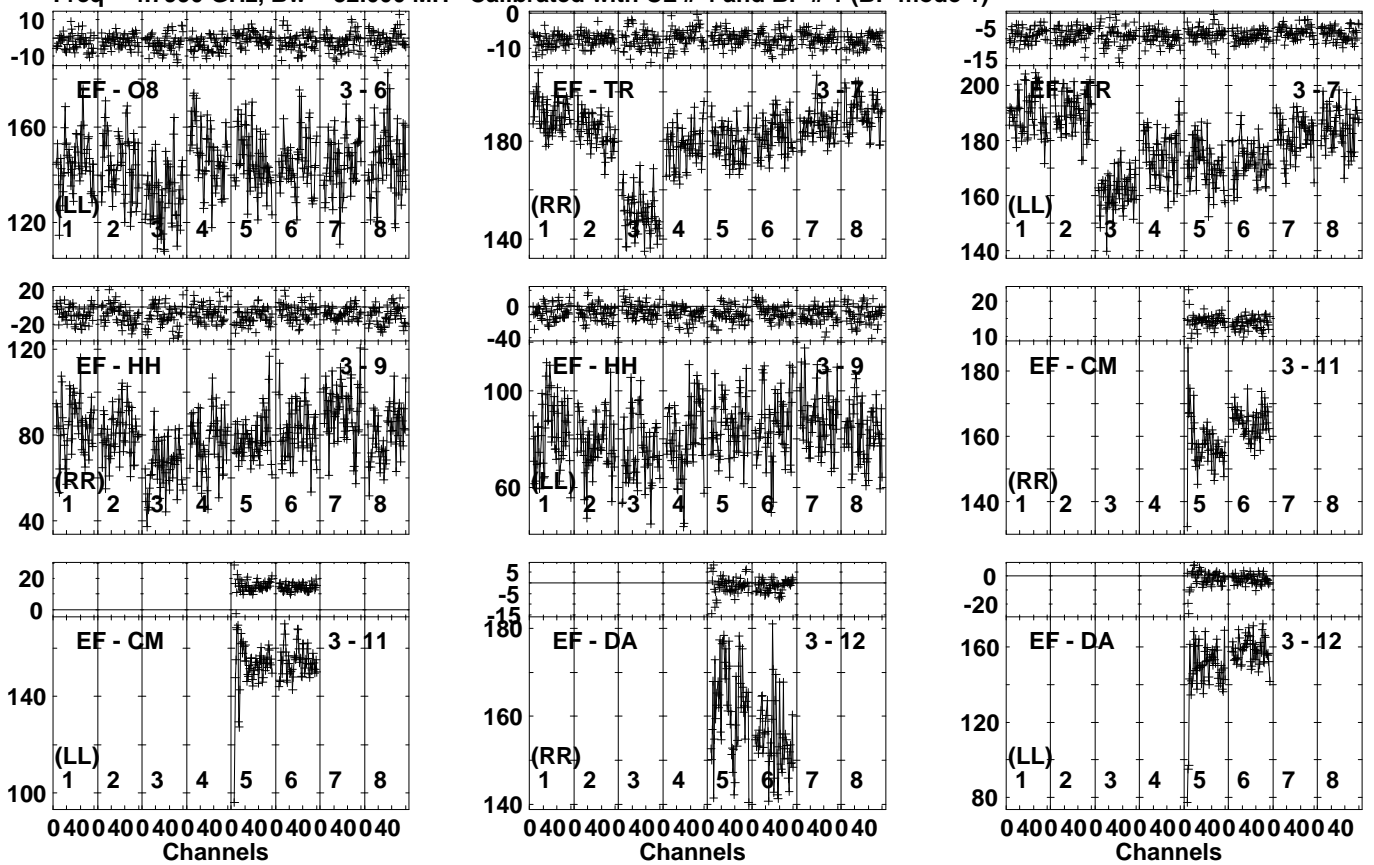 Freq GHz, Calibrated with CL # and BP # (BP mode 1)
10 0 -5
-10 -10 -15
EF - O8 3 - 6 EF - TR 3 - 7 200 EF - TR 3 - 7
160 180 180
160
120 (LL) (RR) 140 (LL) 140
1 2 3 4 5 6 7 8 1 2 3 4 5 6 7 8 1 2 3 4 5 6 7 8
20 0 20
-20 -40 10
120 EF - HH 3 - 9 EF - HH 3 - 9 180 EF - CM 3 - 11
80 100 160
40 (RR) 60 (LL) 140 (RR)
1 2 3 4 5 6 7 8 1 2 3 4 5 6 7 8 1 2 3 4 5 6 7 8
20 5 0
0 -5 -20
-15
EF - CM 3 - 11 180 EF - DA 3 - 12 160 EF - DA 3 - 12
140 160 120
100 (LL) 140 (RR) 80 (LL)
1 2 3 4 5 6 7 8 1 2 3 4 5 6 7 8 1 2 3 4 5 6 7 8
0 40 0 40 0 40 0 40 0 40 0 40 0 40 0 40 0 40 0 40 0 40 0 40 0 40 0 40 0 40 0 40 0 40 0 40 0 40 0 40 0 40 0 40 0 40 0 40
Channels Channels Channels